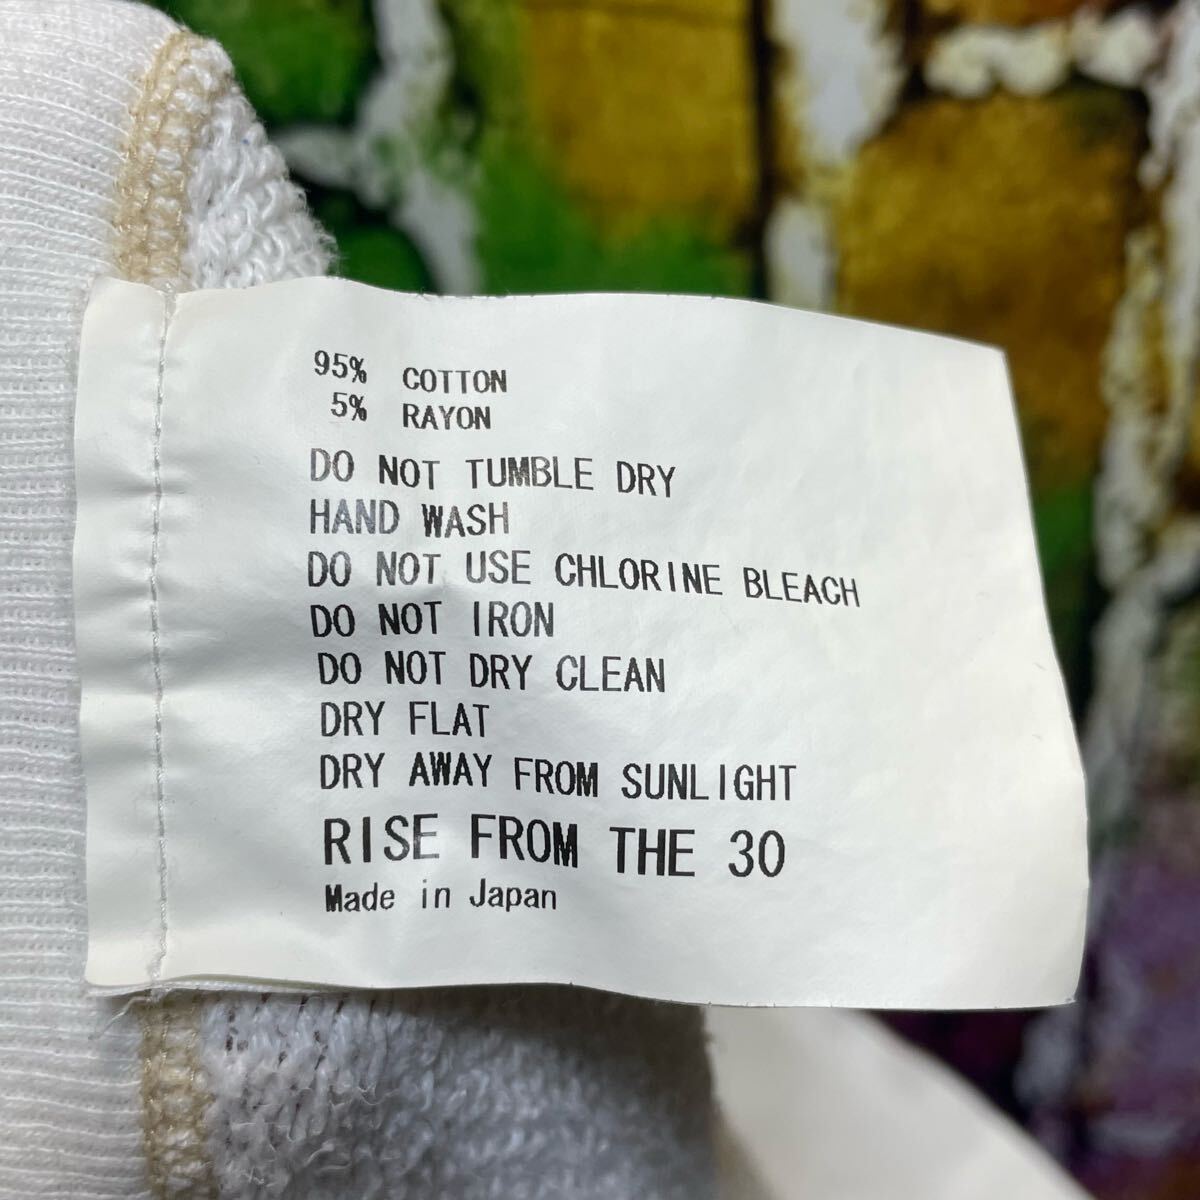 95% COTTON
5% RAYON
DO NOT TUMBLE DRY
HAND WASH
DO NOT USE CHLORINE BLEACH
DO NOT IRON
DO NOT DRY CLEAN
DRY FLAT
DRY AWAY FROM SUNLIGHT
RISE FROM THE 30
Made in Japan